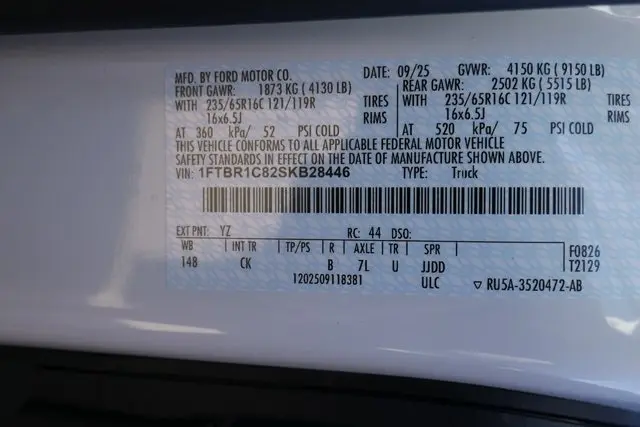 MFD. BY FORD MOTOR CO. DATE: 09/25 GVWR: 4150 KG ( 9150 LB)
FRONT GAWR: 1873 KG ( 4130 LB) REAR GAWR: 2502 KG ( 5515 LB)
WITH 235/65R16C 121/119R TIRES WITH 235/65R16C 121/119R TIRES
16x6.5J RIMS 16x6.5J RIMS
AT 360 kPa/ 52 PSI COLD AT 520 kPa/ 75 PSI COLD
THIS VEHICLE CONFORMS TO ALL APPLICABLE FEDERAL MOTOR VEHICLE
SAFETY STANDARDS IN EFFECT ON THE DATE OF MANUFACTURE SHOWN ABOVE.
VIN: 1FTBR1C82SKB28446 TYPE: Truck
EXT PNT: YZ RC: 44 DSO:
WB INT TR TP/PS R AXLE TR SPR F0826
148 CK B 7L U JJDD T2129
1202509118381 ULC ▽ RU5A-3520472-AB